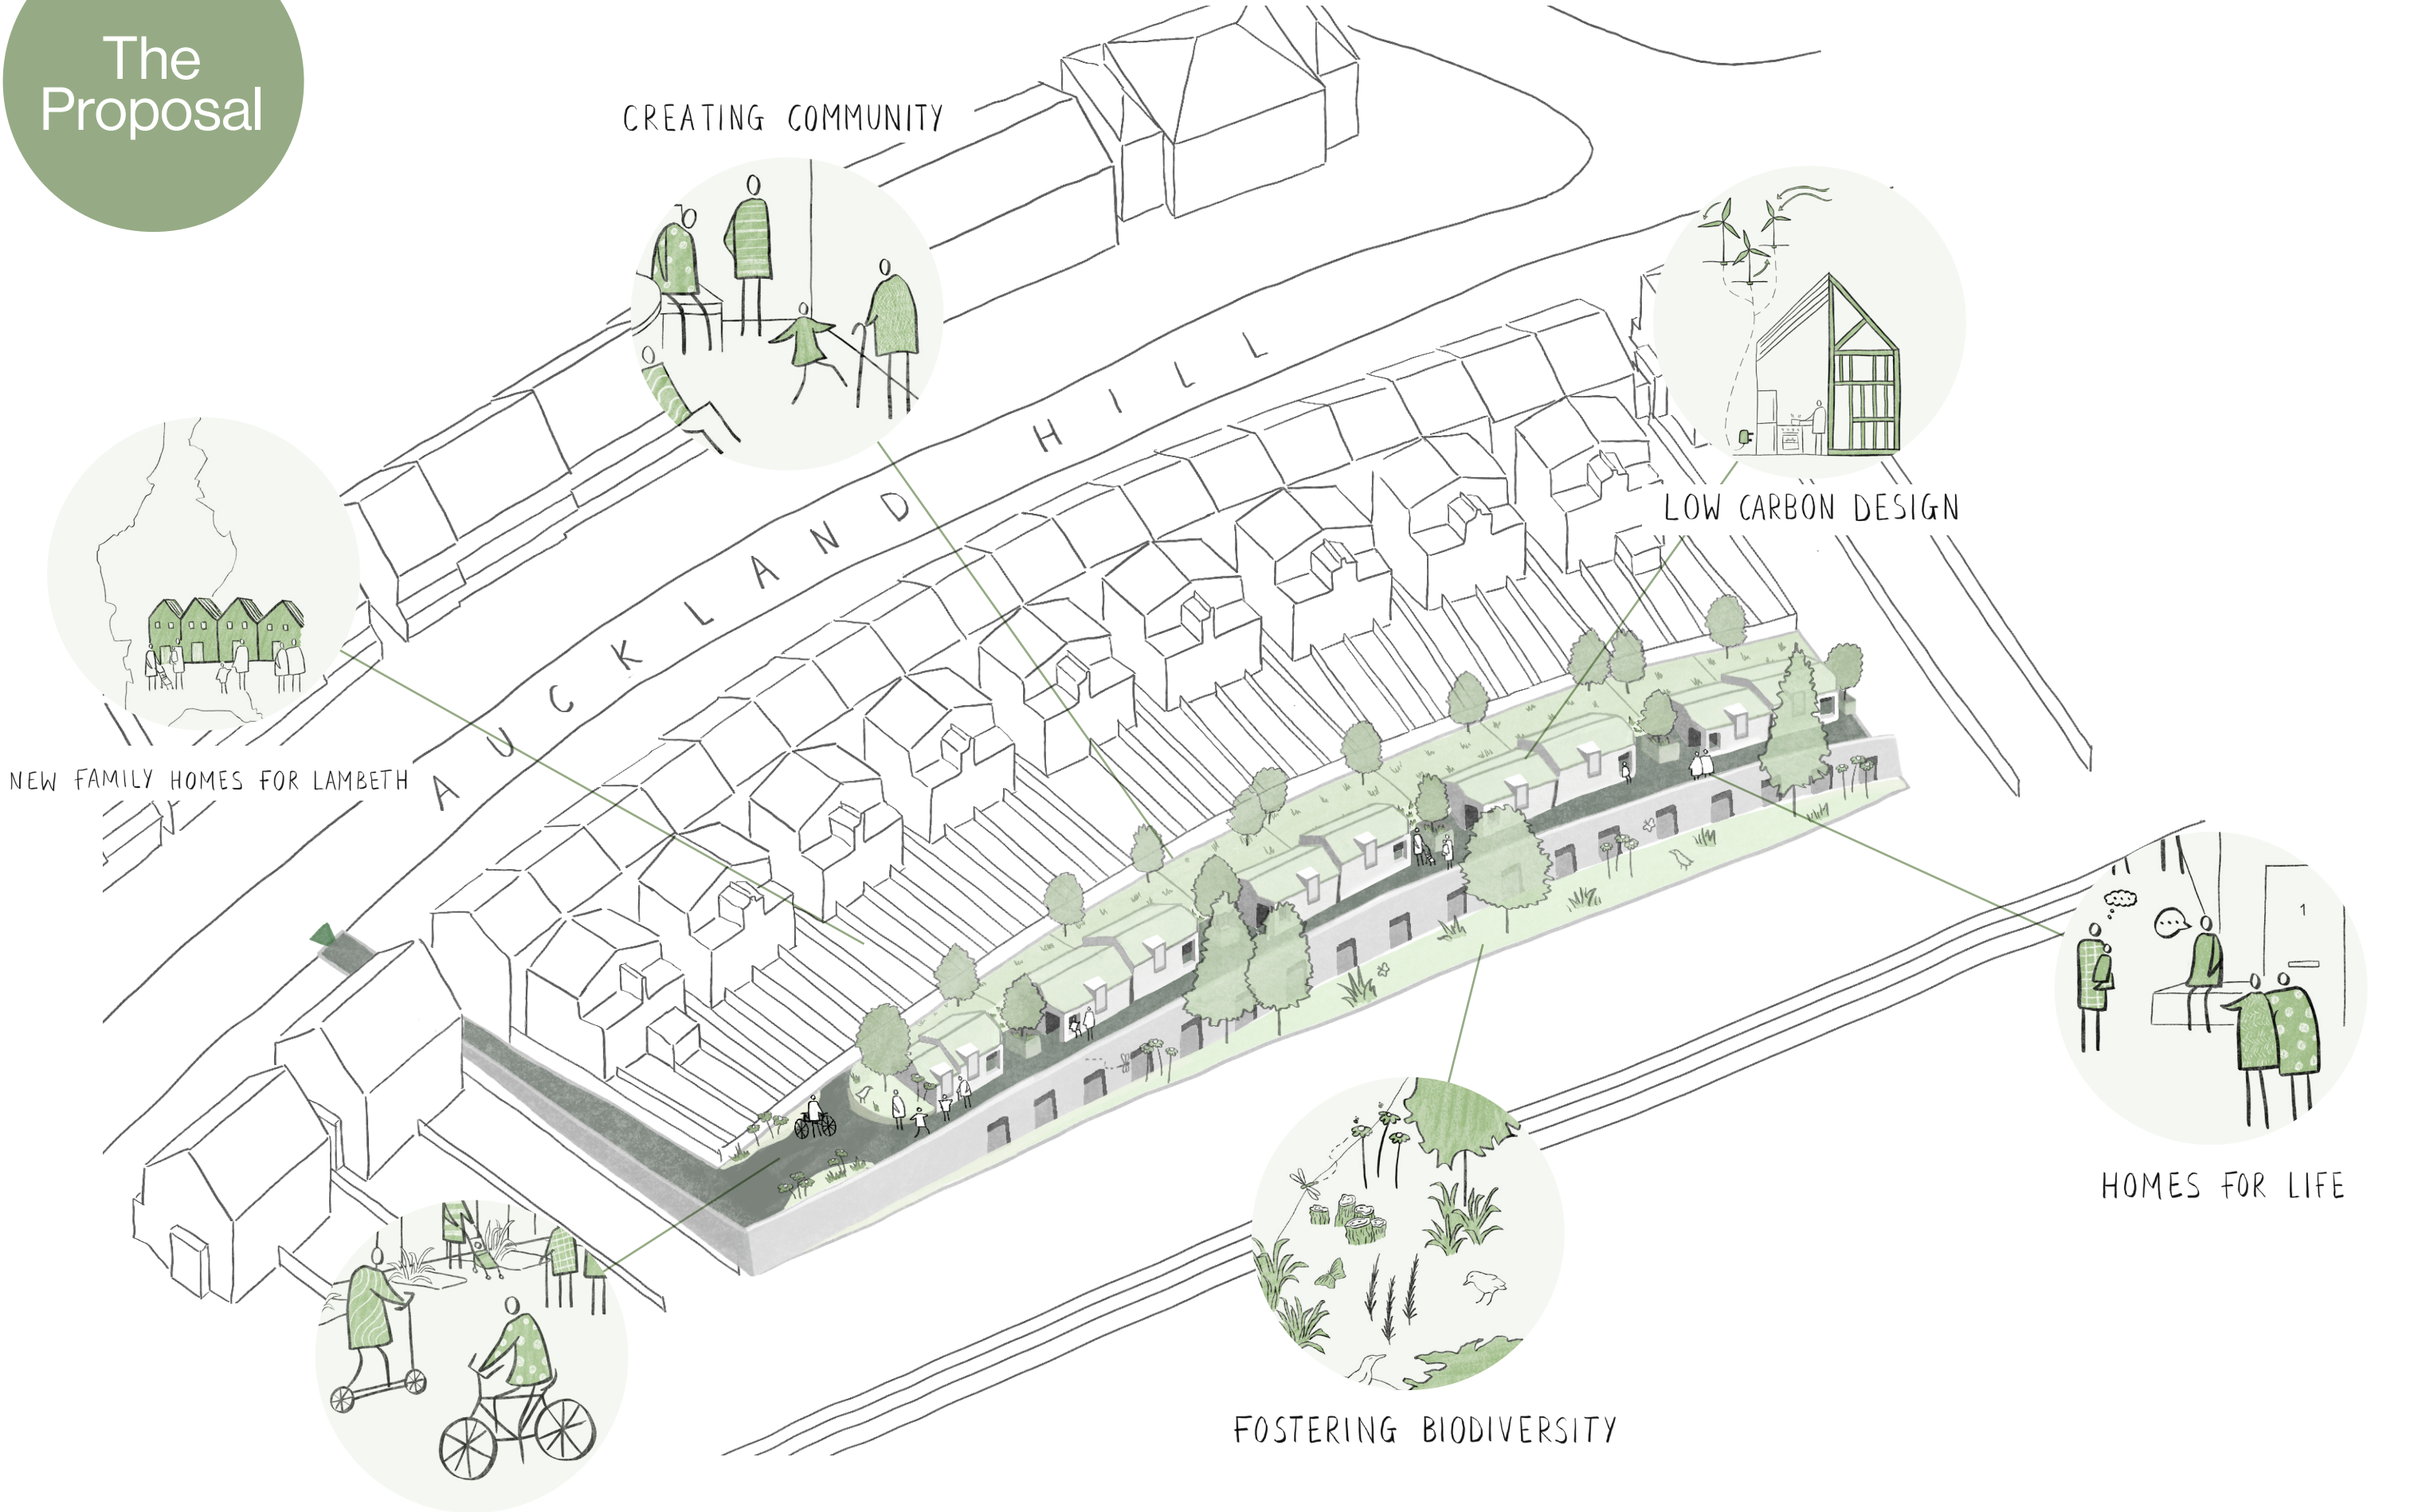 The
Proposal
CREATING COMMUNITY
AUCKLAND HILL
LOW CARBON DESIGN
NEW FAMILY HOMES FOR LAMBETH
1
HOMES FOR LIFE
FOSTERING BIODIVERSITY